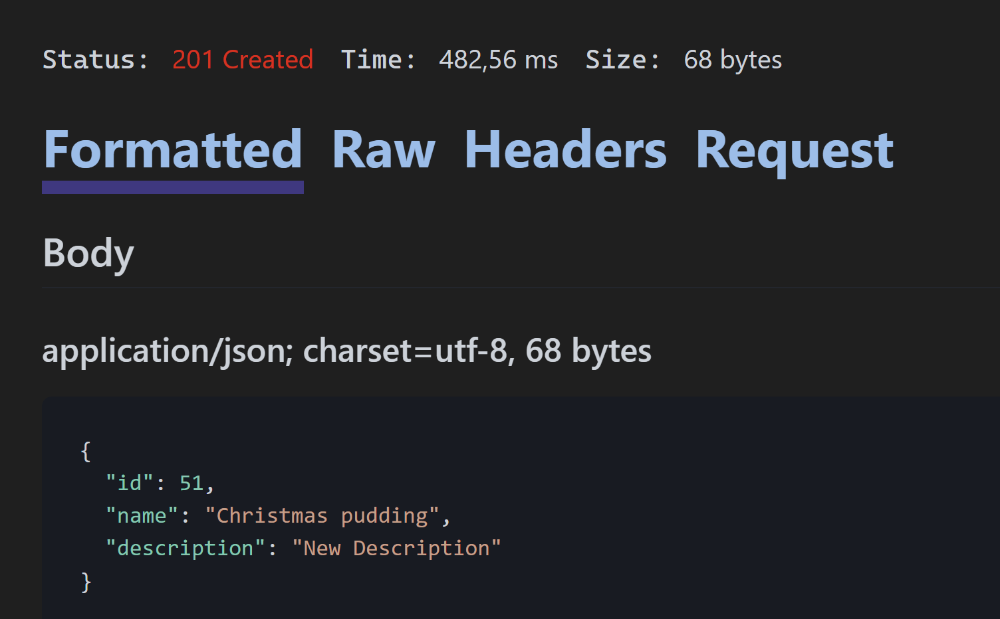 Status: 201 Created Time: 482,56 ms Size: 68 bytes
Formatted Raw Headers Request
Body
application/json; charset=utf-8, 68 bytes
{
  "id": 51,
  "name": "Christmas pudding",
  "description": "New Description"
}